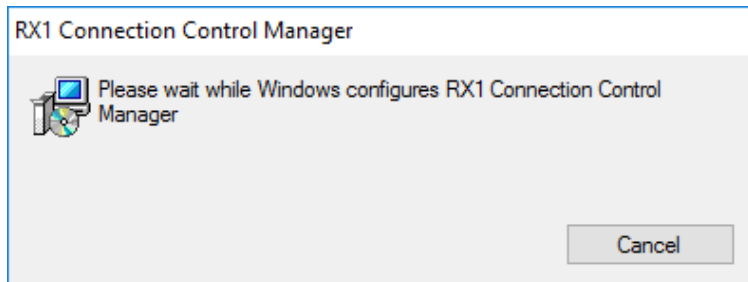 RX1 Connection Control Manager
Please wait while Windows configures RX1 Connection Control
Manager
Cancel